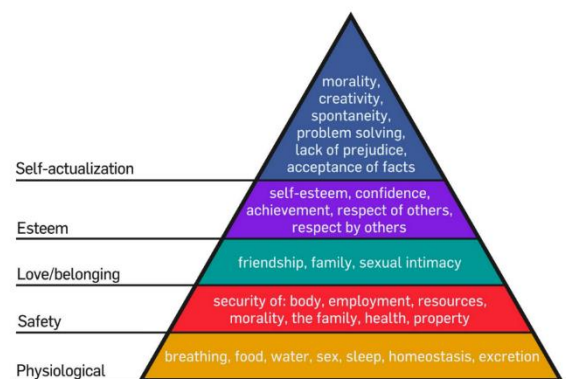 morality,
creativity,
spontaneity,
problem solving,
lack of prejudice,
acceptance of facts
Self-actualization
self-esteem, confidence,
achievement, respect of others,
respect by others
Esteem
friendship, family, sexual intimacy
Love/belonging
security of: body, employment, resources,
morality, the family, health, property
Safety
breathing, food, water, sex, sleep, homeostasis, excretion
Physiological